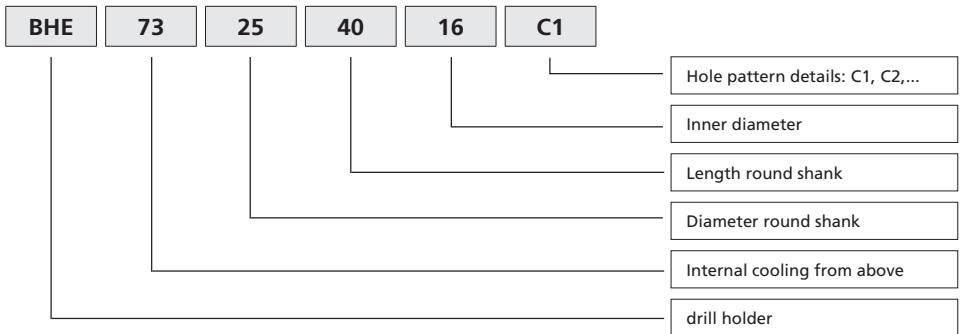 BHE 73 25 40 16 C1
Hole pattern details: C1, C2,...
Inner diameter
Length round shank
Diameter round shank
Internal cooling from above
drill holder